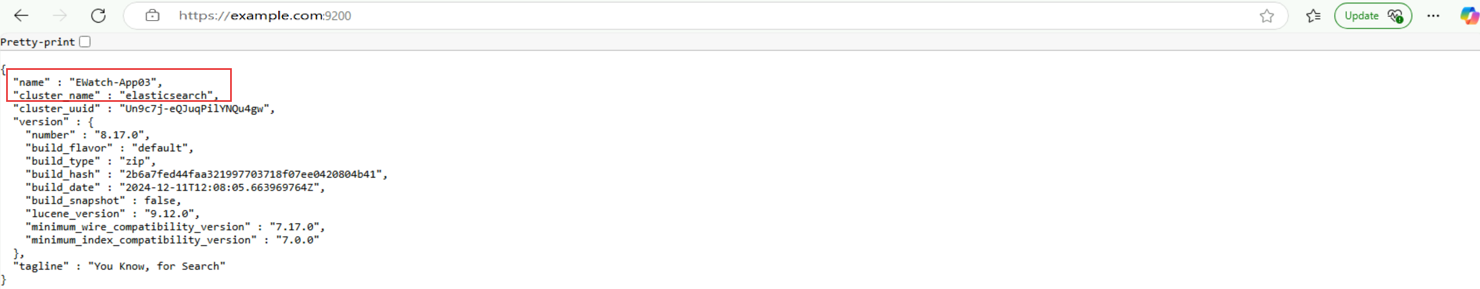 https://example.com:9200
Update
Pretty-print
{
  "name" : "EWatch-App03",
  "cluster_name" : "elasticsearch",
  "cluster_uuid" : "Un9c7j-eQJuqPilYNQu4gw",
  "version" : {
    "number" : "8.17.0",
    "build_flavor" : "default",
    "build_type" : "zip",
    "build_hash" : "2b6a7fed44faa321997703718f07ee0420804b41",
    "build_date" : "2024-12-11T12:08:05.663969764Z",
    "build_snapshot" : false,
    "lucene_version" : "9.12.0",
    "minimum_wire_compatibility_version" : "7.17.0",
    "minimum_index_compatibility_version" : "7.0.0"
  },
  "tagline" : "You Know, for Search"
}